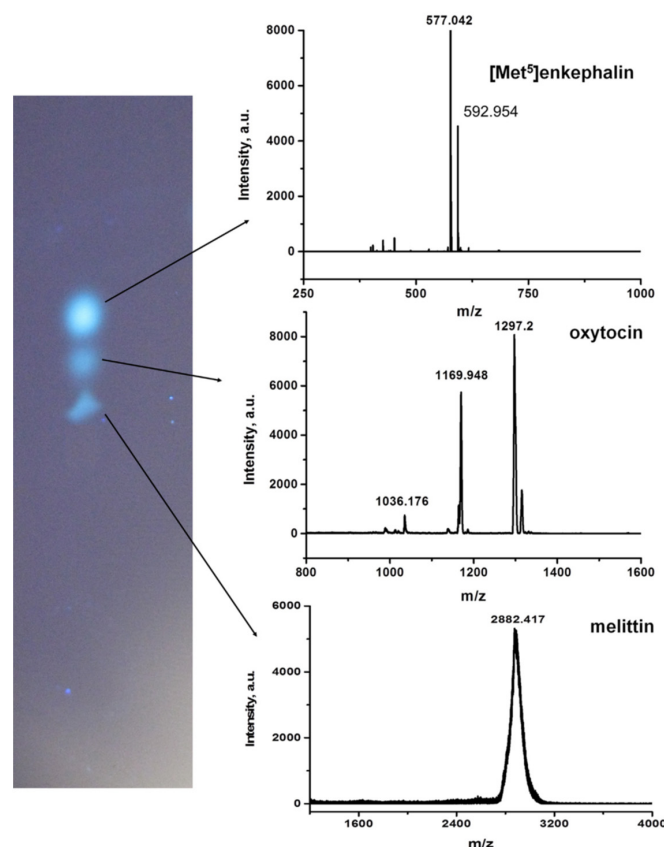 577.042
8000
[Met⁵]enkephalin
592.954
6000
4000
2000
0
Intensity, a.u.
250 500 750 1000
m/z
1297.2
oxytocin
8000
1169.948
6000
4000
2000
1036.176
0
Intensity, a.u.
800 1000 1200 1400 1600
m/z
6000
2882.417
melittin
4000
2000
0
Intensity, a.u.
1600 2400 3200 4000
m/z